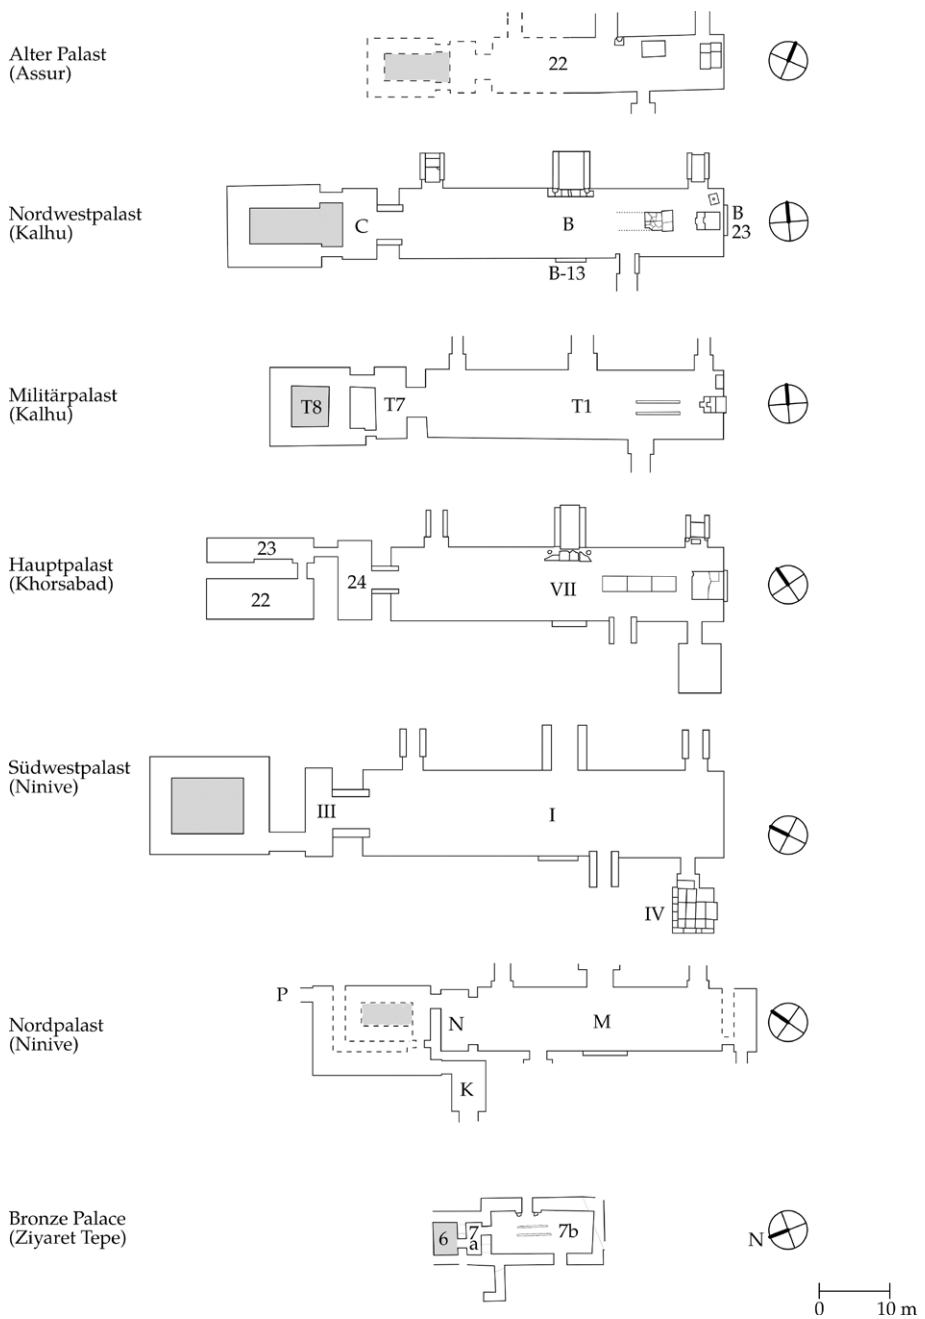 Alter Palast
(Assur)
22
Nordwestpalast
(Kalhu)
C
B
B
23
B-13
Militärpalast
(Kalhu)
T8
T7
T1
Hauptpalast
(Khorsabad)
23
22
24
VII
Südwestpalast
(Ninive)
III
I
IV
P
Nordpalast
(Ninive)
N
M
K
Bronze Palace
(Ziyaret Tepe)
6
7
a
7b
N
0 10 m